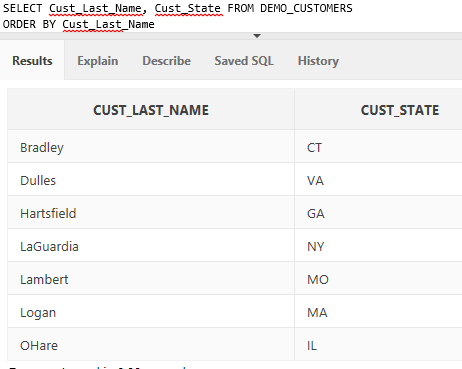 SELECT Cust_Last_Name, Cust_State FROM DEMO_CUSTOMERS
ORDER BY Cust_Last_Name
Results Explain Describe Saved SQL History
CUST_LAST_NAME CUST_STATE
Bradley CT
Dulles VA
Hartsfield GA
LaGuardia NY
Lambert MO
Logan MA
OHare IL